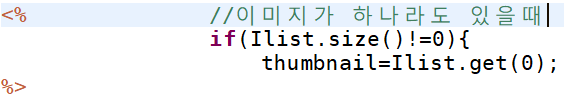 <% //이미지가 하나라도 있을때
if(Ilist.size()!=0){
thumbnail=Ilist.get(0);
%>